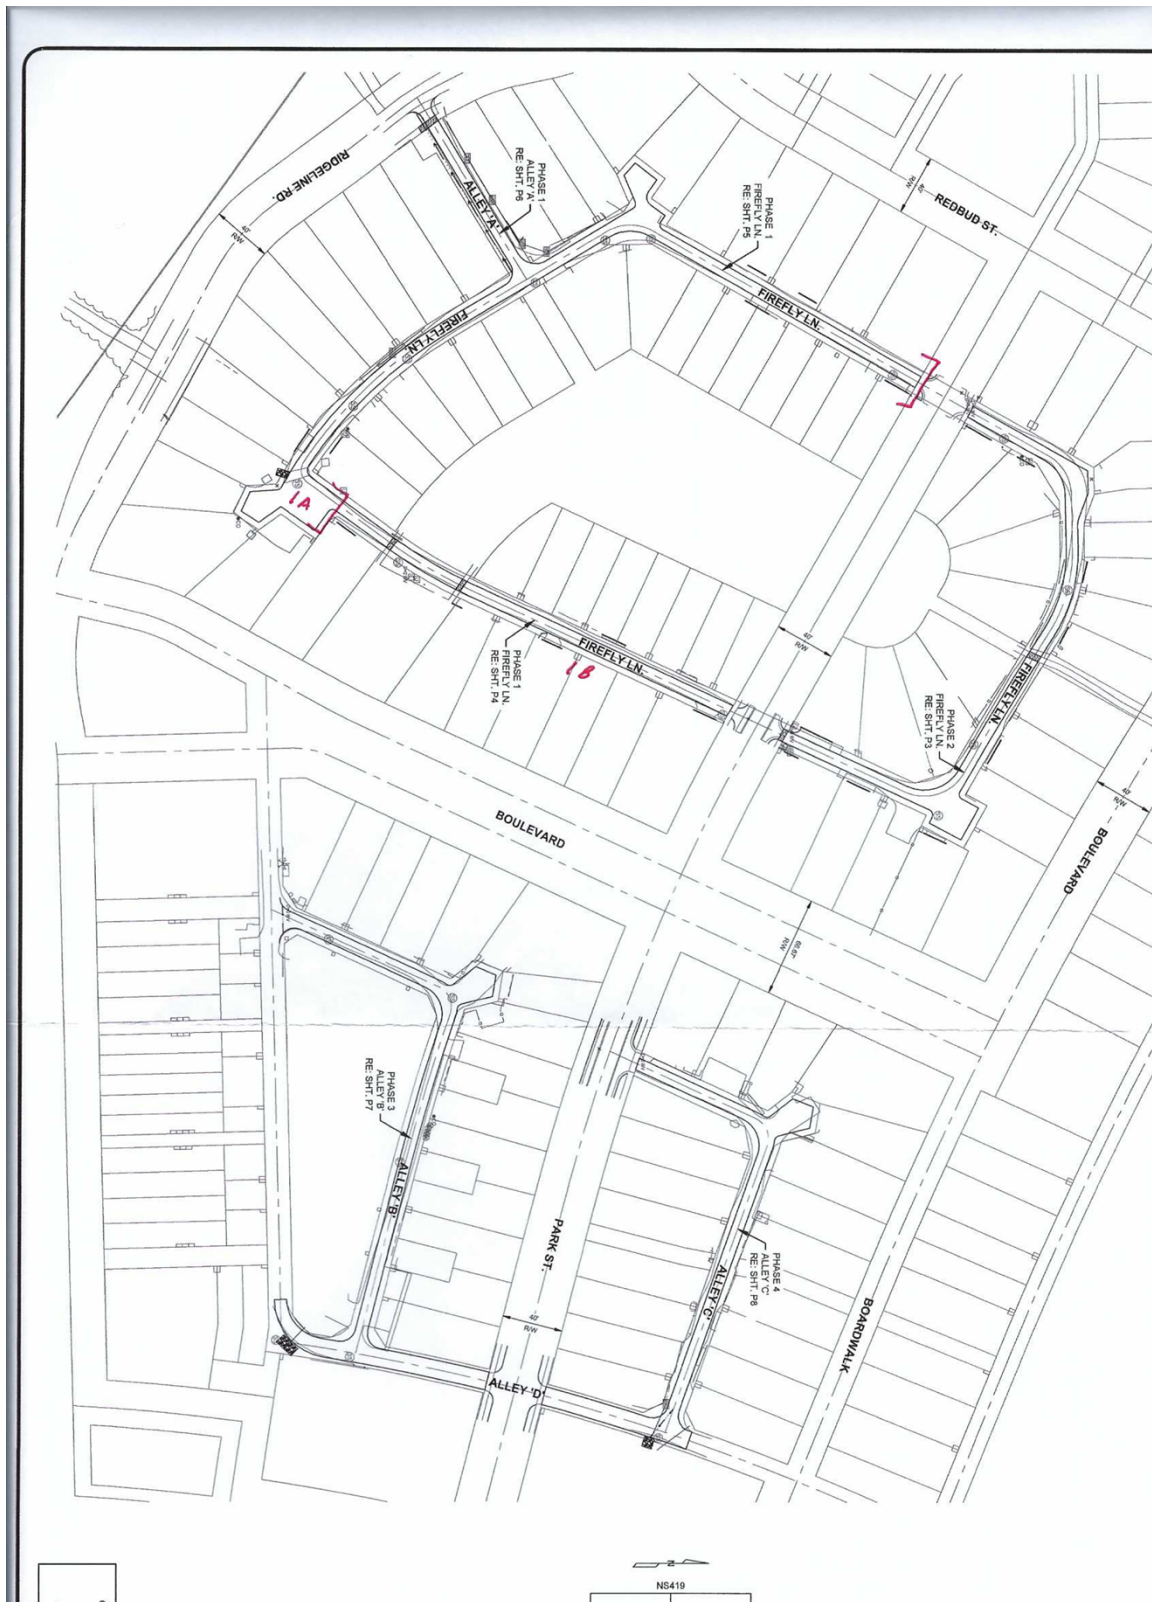 RIDGELINE RD.
40'
R/W
PHASE 1
ALLEY 'A'
RE: SHT. P6
ALLEY 'A'
PHASE 1
FIREFLY LN.
RE: SHT. P5
FIREFLY LN.
40'
R/W
REDBUD ST.
FIREFLY LN.
1A
PHASE 1
FIREFLY LN.
RE: SHT. P4
FIREFLY LN.
1B
40'
R/W
FIREFLY LN.
PHASE 2
FIREFLY LN.
RE: SHT. P3
40'
R/W
BOULEVARD
BOULEVARD
66.67'
R/W
PHASE 3
ALLEY 'B'
RE: SHT. P7
ALLEY 'B'
PARK ST.
40'
R/W
PHASE 4
ALLEY 'C'
RE: SHT. P8
ALLEY 'C'
BOARDWALK
ALLEY 'D'
N
NS419